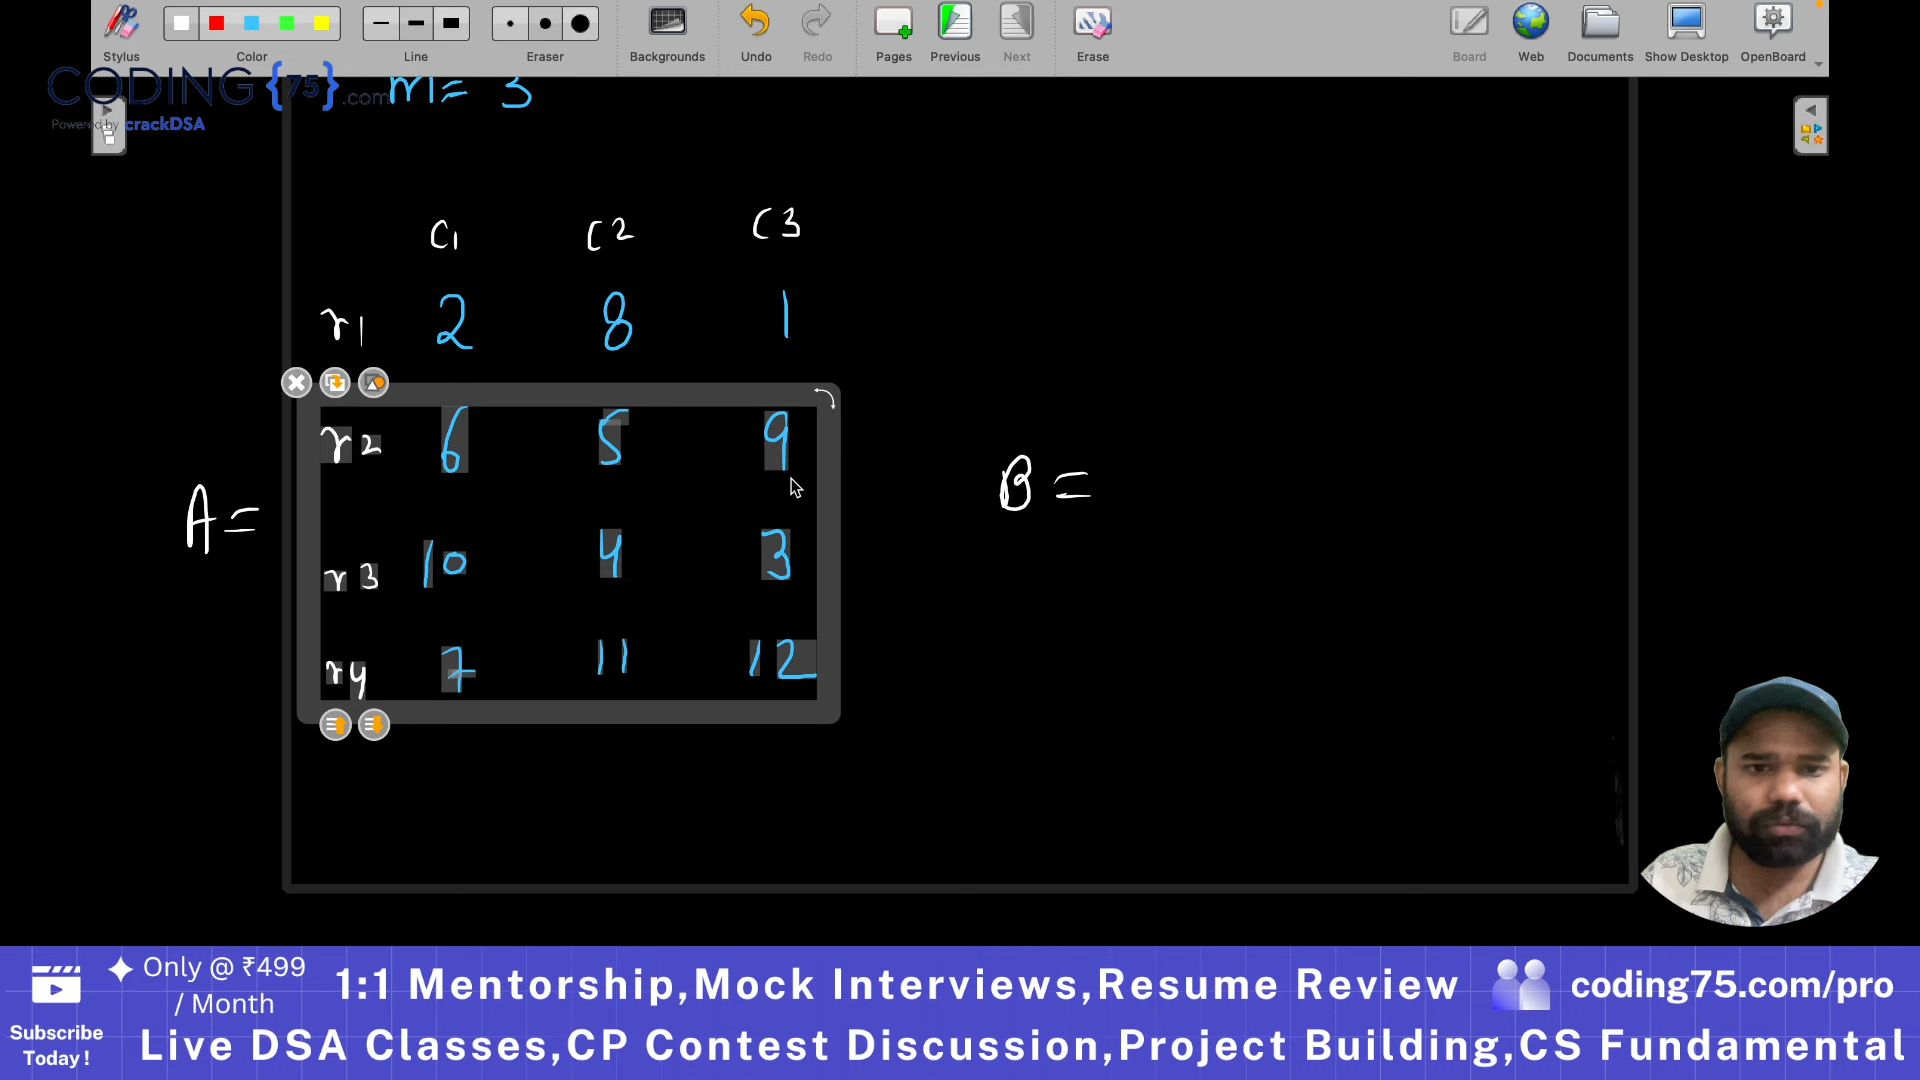 Stylus Color Line Eraser Backgrounds Undo Redo Pages Previous Next Erase Board Web Documents Show Desktop OpenBoard
CODING{75}.com
Powered by crackDSA
m = 3
C1 C2 C3
r1 2 8 1
r2 6 5 9
r3 10 4 3
r4 7 11 12
A =
B =
Only @ ₹499
/ Month
Subscribe
Today !
1:1 Mentorship,Mock Interviews,Resume Review
coding75.com/pro
Live DSA Classes,CP Contest Discussion,Project Building,CS Fundamental